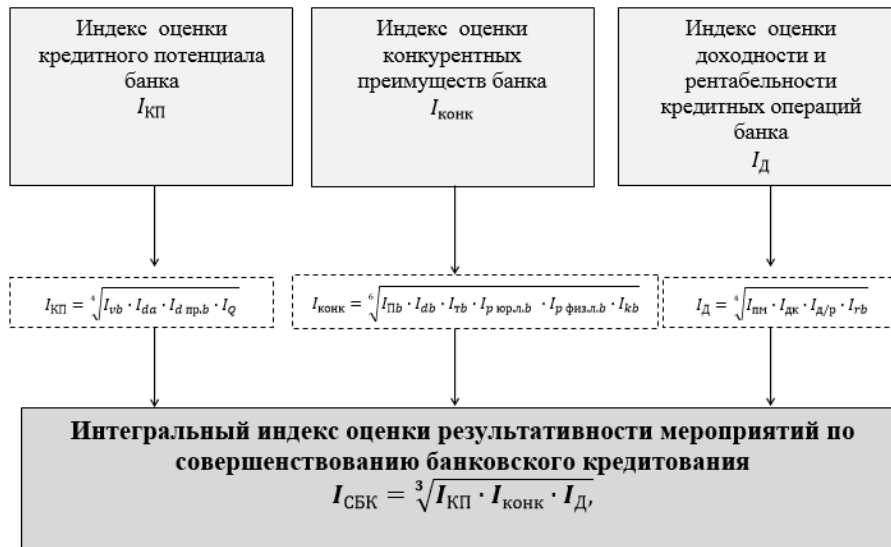 Индекс оценки
кредитного потенциала
банка
I_КП
Индекс оценки
конкурентных
преимуществ банка
I_конк
Индекс оценки
доходности и
рентабельности
кредитных операций
банка
I_Д
I_КП = ⁴√(I_vb · I_da · I_d пр.b · I_Q)
I_конк = ⁶√(I_Пb · I_db · I_тb · I_p юр.л.b · I_p физ.л.b · I_kb)
I_Д = ⁴√(I_пм · I_дк · I_д/р · I_rb)
Интегральный индекс оценки результативности мероприятий по
совершенствованию банковского кредитования
I_СБК = ³√(I_КП · I_конк · I_Д),